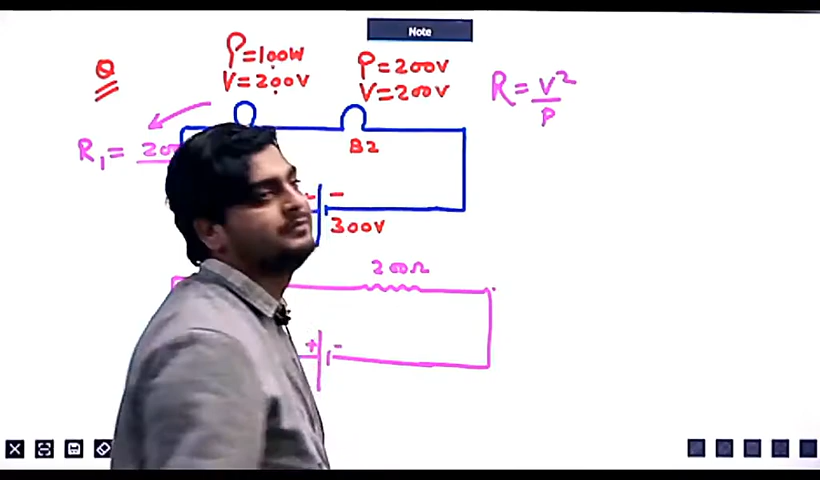 Note
Q
P=100W
V=200V
P=200V
V=200V
R=V²/P
R₁=
B2
+ -
300V
200Ω
+ -